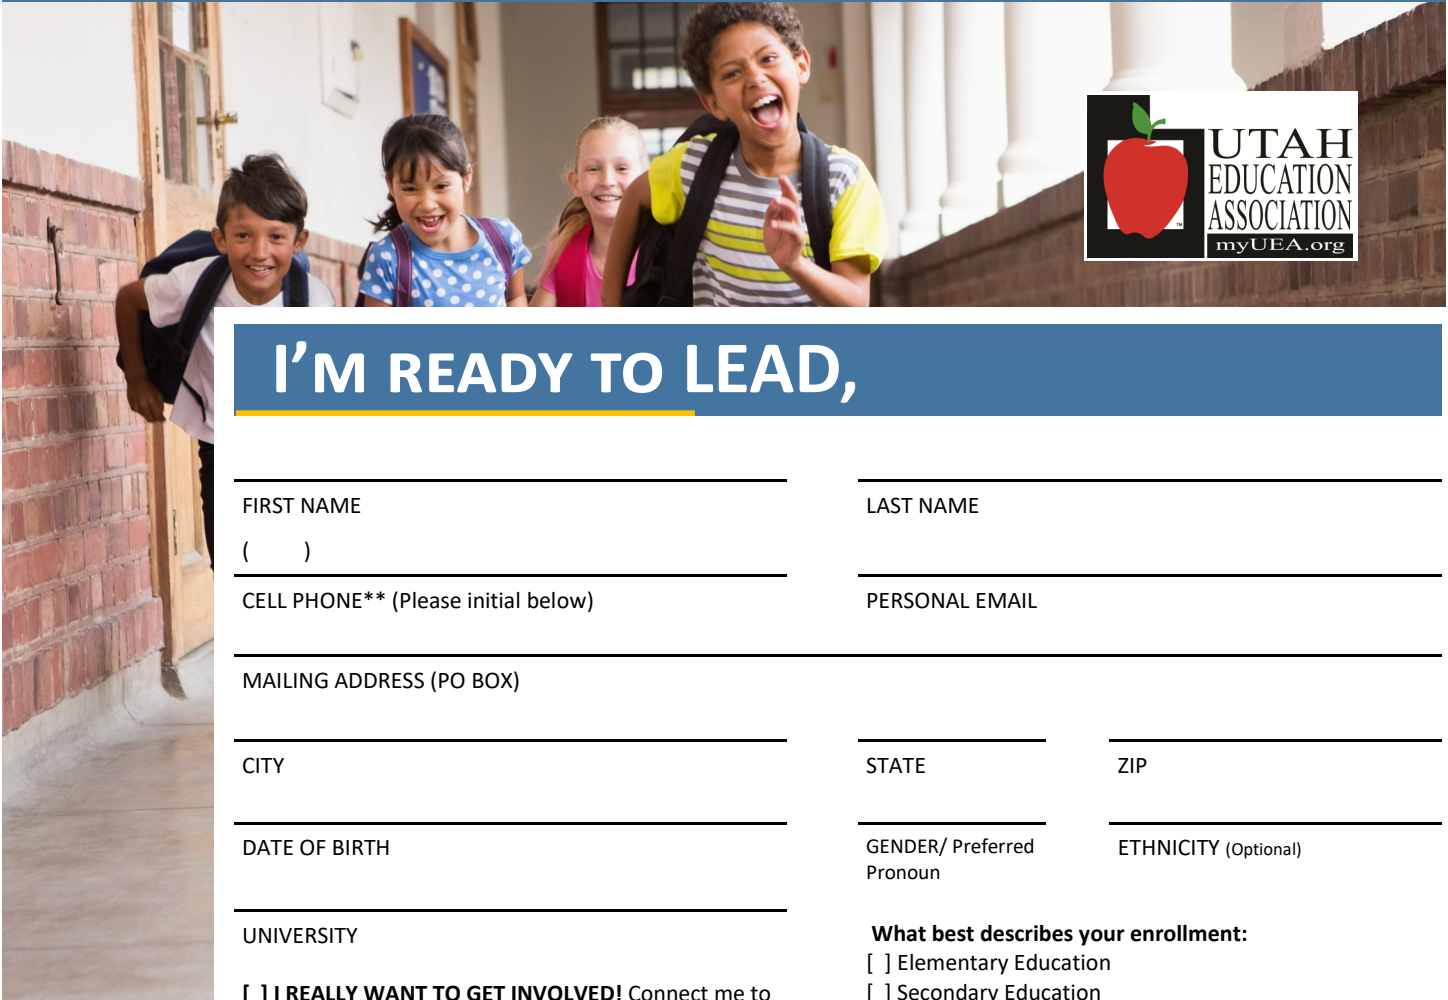 UTAH
EDUCATION
ASSOCIATION
™
myUEA.org
I’M READY TO LEAD,
FIRST NAME
LAST NAME
( )
CELL PHONE** (Please initial below)
PERSONAL EMAIL
MAILING ADDRESS (PO BOX)
CITY
STATE
ZIP
DATE OF BIRTH
GENDER/ Preferred
Pronoun
ETHNICITY (Optional)
UNIVERSITY
What best describes your enrollment:
[ ] Elementary Education
[ ] I REALLY WANT TO GET INVOLVED! Connect me to
[ ] Secondary Education